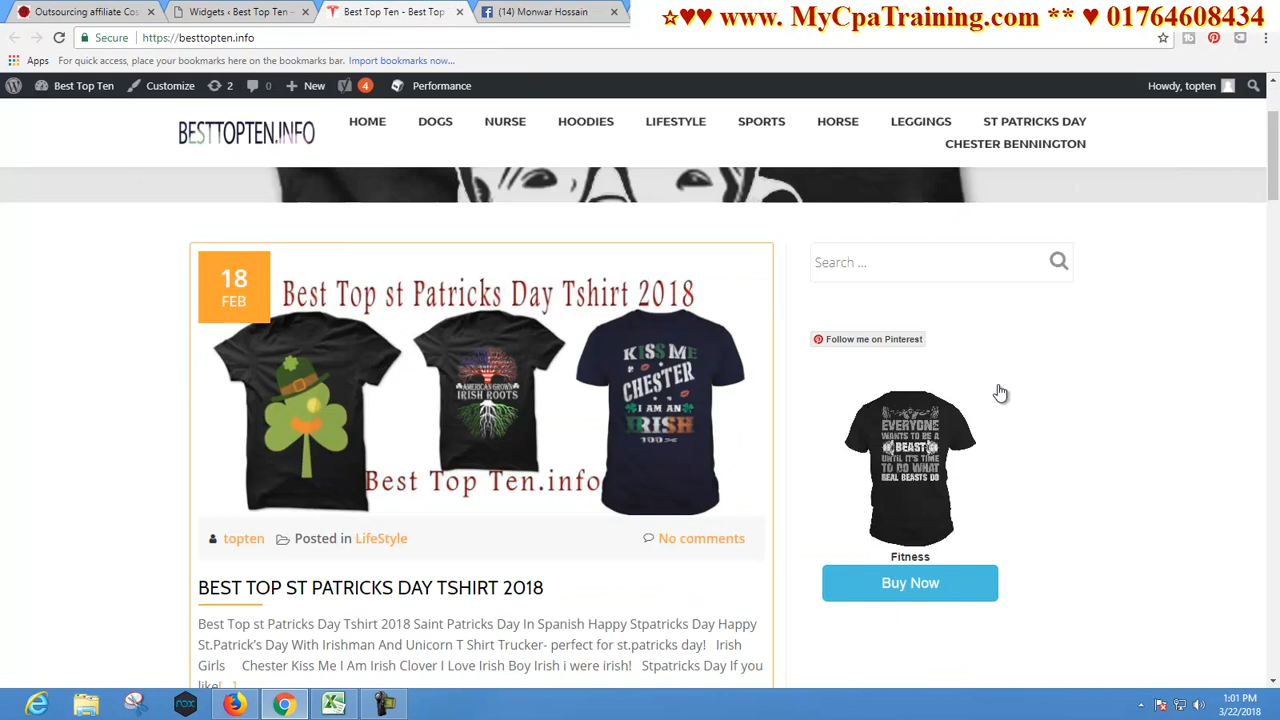 Outsourcing affiliate Cos
Widgets ‹ Best Top Ten —
Best Top Ten - Best Top
(14) Monwar Hossain
☆♥♥ www. MyCpaTraining.com ** ♥ 01764608434
Secure
https://besttopten.info
Apps
For quick access, place your bookmarks here on the bookmarks bar. Import bookmarks now...
Best Top Ten
Customize
2
0
New
4
Performance
Howdy, topten
BESTTOPTEN.INFO
HOME
DOGS
NURSE
HOODIES
LIFESTYLE
SPORTS
HORSE
LEGGINGS
ST PATRICKS DAY
CHESTER BENNINGTON
18
FEB
Best Top st Patricks Day Tshirt 2018
AMERICAN GROWN
IRISH ROOTS
KISS ME
CHESTER
I AM AN
IRISH
Best Top Ten.info
topten
Posted in LifeStyle
No comments
BEST TOP ST PATRICKS DAY TSHIRT 2018
Best Top st Patricks Day Tshirt 2018 Saint Patricks Day In Spanish Happy Stpatricks Day Happy
St.Patrick's Day With Irishman And Unicorn T Shirt Trucker- perfect for st.patricks day! Irish
Girls Chester Kiss Me I Am Irish Clover I Love Irish Boy Irish i were irish! Stpatricks Day If you
like[...]
Search ...
Follow me on Pinterest
EVERYONE
WANTS TO BE A
BEAST
UNTIL IT'S TIME
TO DO WHAT
REAL BEASTS DO
Fitness
Buy Now
1:01 PM
3/22/2018